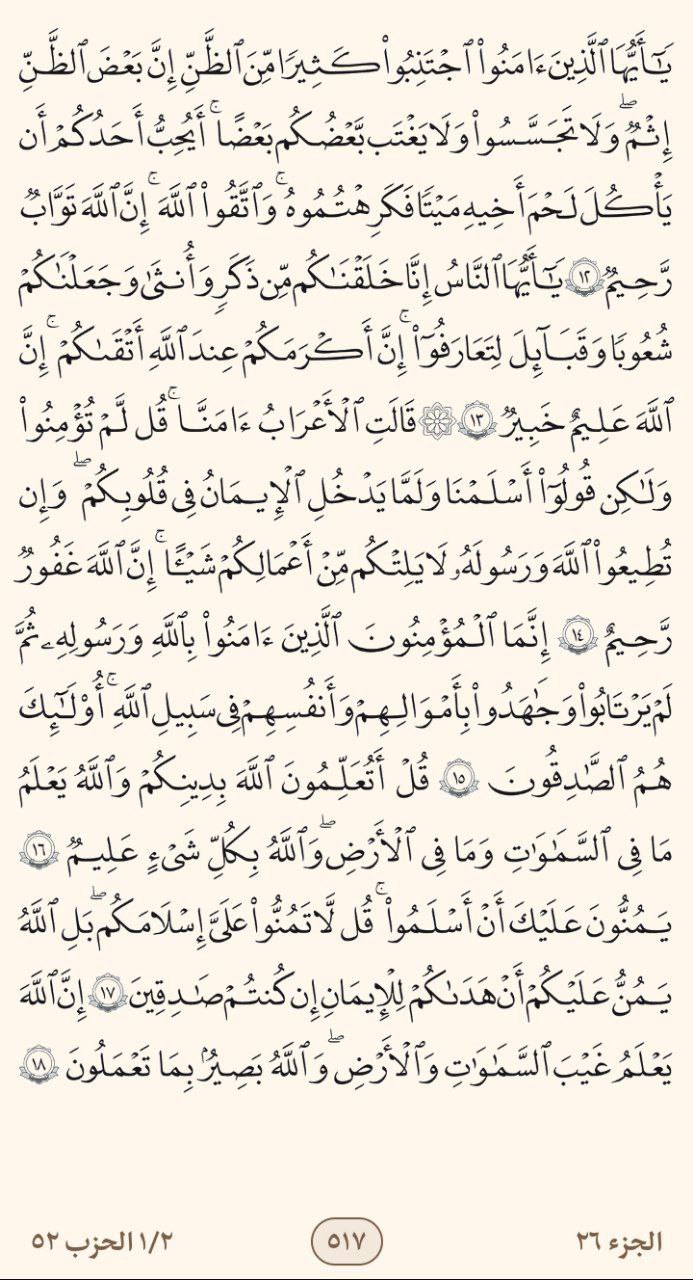 يَـٰٓأَيُّهَا ٱلَّذِينَ ءَامَنُوا۟ ٱجْتَنِبُوا۟ كَثِيرًا مِّنَ ٱلظَّنِّ إِنَّ بَعْضَ ٱلظَّنِّ
إِثْمٌ ۖ وَلَا تَجَسَّسُوا۟ وَلَا يَغْتَب بَّعْضُكُم بَعْضًا ۚ أَيُحِبُّ أَحَدُكُمْ أَن
يَأْكُلَ لَحْمَ أَخِيهِ مَيْتًا فَكَرِهْتُمُوهُ ۚ وَٱتَّقُوا۟ ٱللَّهَ ۚ إِنَّ ٱللَّهَ تَوَّابٌ
رَّحِيمٌ ١٢ يَـٰٓأَيُّهَا ٱلنَّاسُ إِنَّا خَلَقْنَـٰكُم مِّن ذَكَرٍ وَأُنثَىٰ وَجَعَلْنَـٰكُمْ
شُعُوبًا وَقَبَآئِلَ لِتَعَارَفُوٓا۟ ۚ إِنَّ أَكْرَمَكُمْ عِندَ ٱللَّهِ أَتْقَىٰكُمْ ۚ إِنَّ
ٱللَّهَ عَلِيمٌ خَبِيرٌ ١٣ ۞ قَالَتِ ٱلْأَعْرَابُ ءَامَنَّا ۖ قُل لَّمْ تُؤْمِنُوا۟
وَلَـٰكِن قُولُوٓا۟ أَسْلَمْنَا وَلَمَّا يَدْخُلِ ٱلْإِيمَـٰنُ فِى قُلُوبِكُمْ ۖ وَإِن
تُطِيعُوا۟ ٱللَّهَ وَرَسُولَهُۥ لَا يَلِتْكُم مِّنْ أَعْمَـٰلِكُمْ شَيْـًٔا ۚ إِنَّ ٱللَّهَ غَفُورٌ
رَّحِيمٌ ١٤ إِنَّمَا ٱلْمُؤْمِنُونَ ٱلَّذِينَ ءَامَنُوا۟ بِٱللَّهِ وَرَسُولِهِۦ ثُمَّ
لَمْ يَرْتَابُوا۟ وَجَـٰهَدُوا۟ بِأَمْوَٰلِهِمْ وَأَنفُسِهِمْ فِى سَبِيلِ ٱللَّهِ ۚ أُو۟لَـٰٓئِكَ
هُمُ ٱلصَّـٰدِقُونَ ١٥ قُلْ أَتُعَلِّمُونَ ٱللَّهَ بِدِينِكُمْ وَٱللَّهُ يَعْلَمُ
مَا فِى ٱلسَّمَـٰوَٰتِ وَمَا فِى ٱلْأَرْضِ ۚ وَٱللَّهُ بِكُلِّ شَىْءٍ عَلِيمٌ ١٦
يَمُنُّونَ عَلَيْكَ أَنْ أَسْلَمُوا۟ ۖ قُل لَّا تَمُنُّوا۟ عَلَىَّ إِسْلَـٰمَكُم ۖ بَلِ ٱللَّهُ
يَمُنُّ عَلَيْكُمْ أَنْ هَدَىٰكُمْ لِلْإِيمَـٰنِ إِن كُنتُمْ صَـٰدِقِينَ ١٧ إِنَّ ٱللَّهَ
يَعْلَمُ غَيْبَ ٱلسَّمَـٰوَٰتِ وَٱلْأَرْضِ ۚ وَٱللَّهُ بَصِيرٌۢ بِمَا تَعْمَلُونَ ١٨
الجزء ٢٦
٥١٧
١/٢ الحزب ٥٢